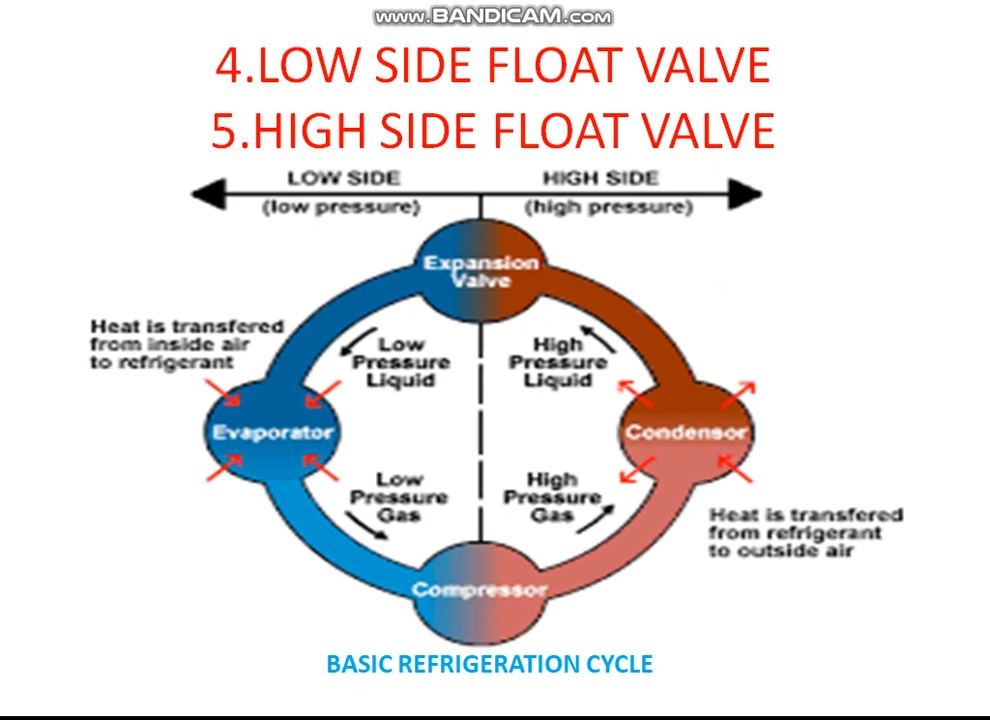 www.BANDICAM.com
4.LOW SIDE FLOAT VALVE
5.HIGH SIDE FLOAT VALVE
LOW SIDE
(low pressure)
HIGH SIDE
(high pressure)
Expansion
Valve
Heat is transfered
from inside air
to refrigerant
Low
Pressure
Liquid
High
Pressure
Liquid
Evaporator
Condensor
Low
Pressure
Gas
High
Pressure
Gas
Heat is transfered
from refrigerant
to outside air
Compressor
BASIC REFRIGERATION CYCLE